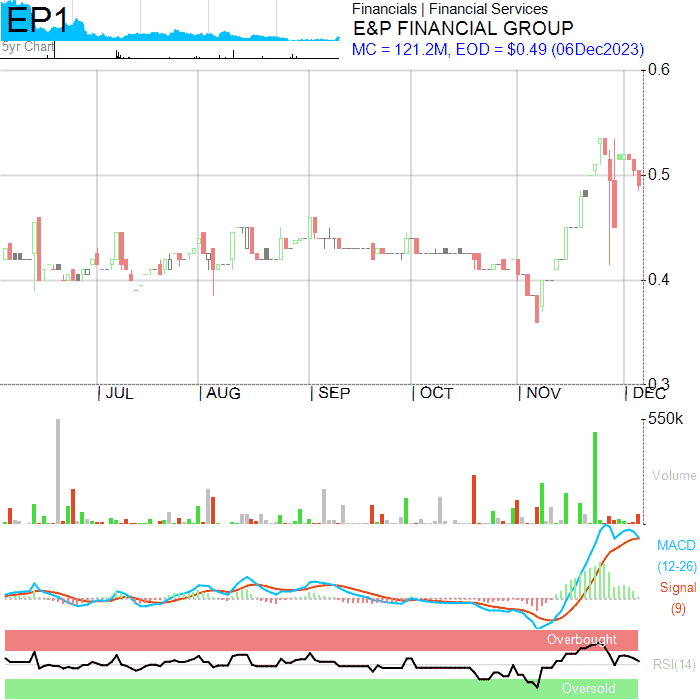 EP1
5yr Chart
Financials | Financial Services
E&P FINANCIAL GROUP
MC = 121.2M, EOD = $0.49 (06Dec2023)
0.6
0.5
0.4
0.3
JUL AUG SEP OCT NOV DEC
550k
Volume
MACD
(12-26)
Signal
(9)
Overbought
RSI(14)
Oversold